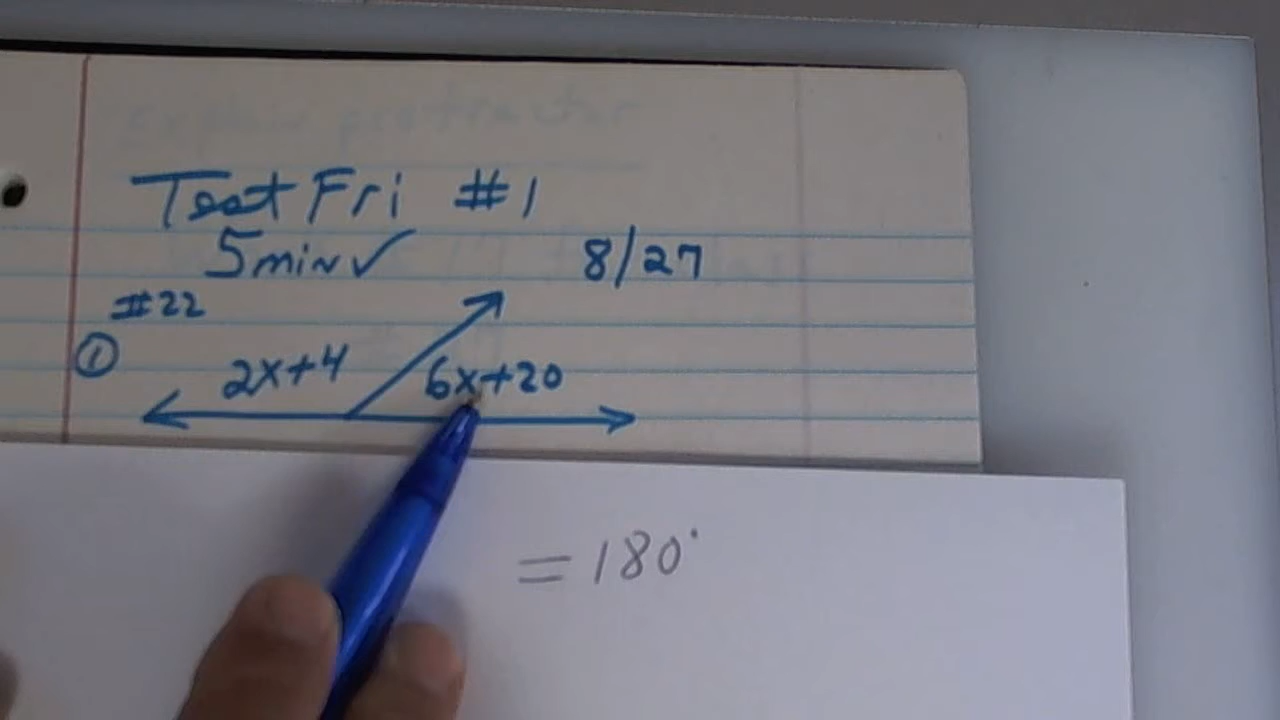 Test Fri #1
5min✓ 8/27
#22
① 2x+4 6x+20
=180°